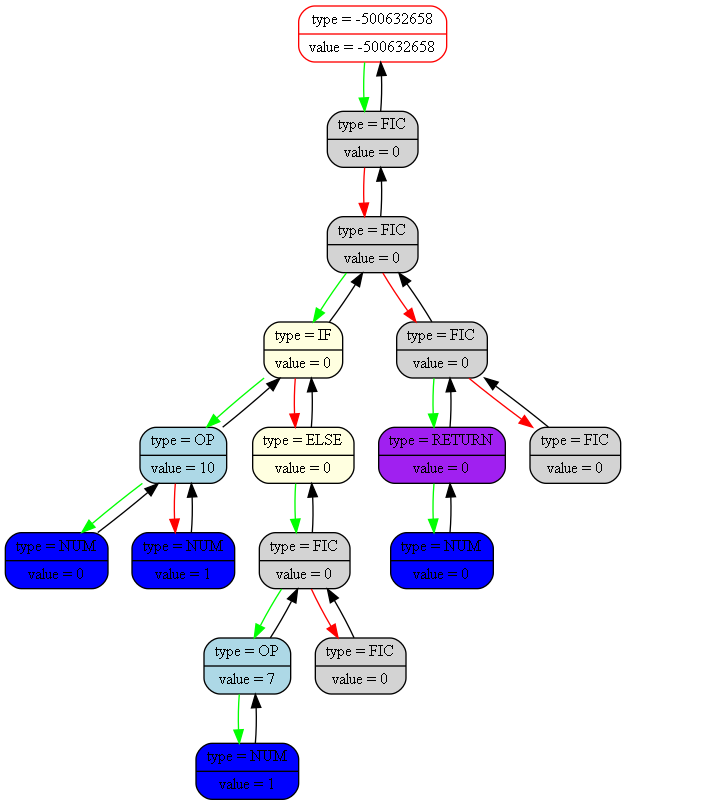 type = -500632658
value = -500632658
type = FIC
value = 0
type = FIC
value = 0
type = IF
value = 0
type = FIC
value = 0
type = OP
value = 10
type = ELSE
value = 0
type = RETURN
value = 0
type = FIC
value = 0
type = NUM
value = 0
type = NUM
value = 1
type = FIC
value = 0
type = NUM
value = 0
type = OP
value = 7
type = FIC
value = 0
type = NUM
value = 1